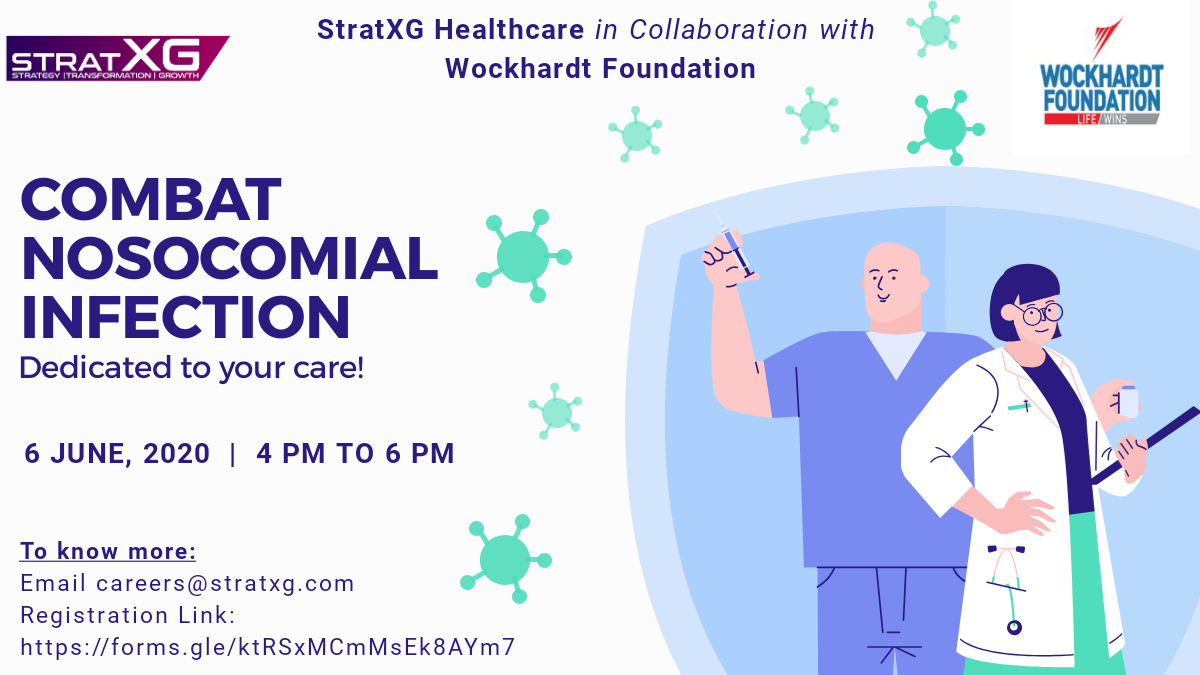 STRATXG
STRATEGY | TRANSFORMATION | GROWTH
StratXG Healthcare in Collaboration with
Wockhardt Foundation
WOCKHARDT
FOUNDATION
LIFE WINS
COMBAT
NOSOCOMIAL
INFECTION
Dedicated to your care!
6 JUNE, 2020 | 4 PM TO 6 PM
To know more:
Email careers@stratxg.com
Registration Link:
https://forms.gle/ktRSxMCmMsEk8AYm7